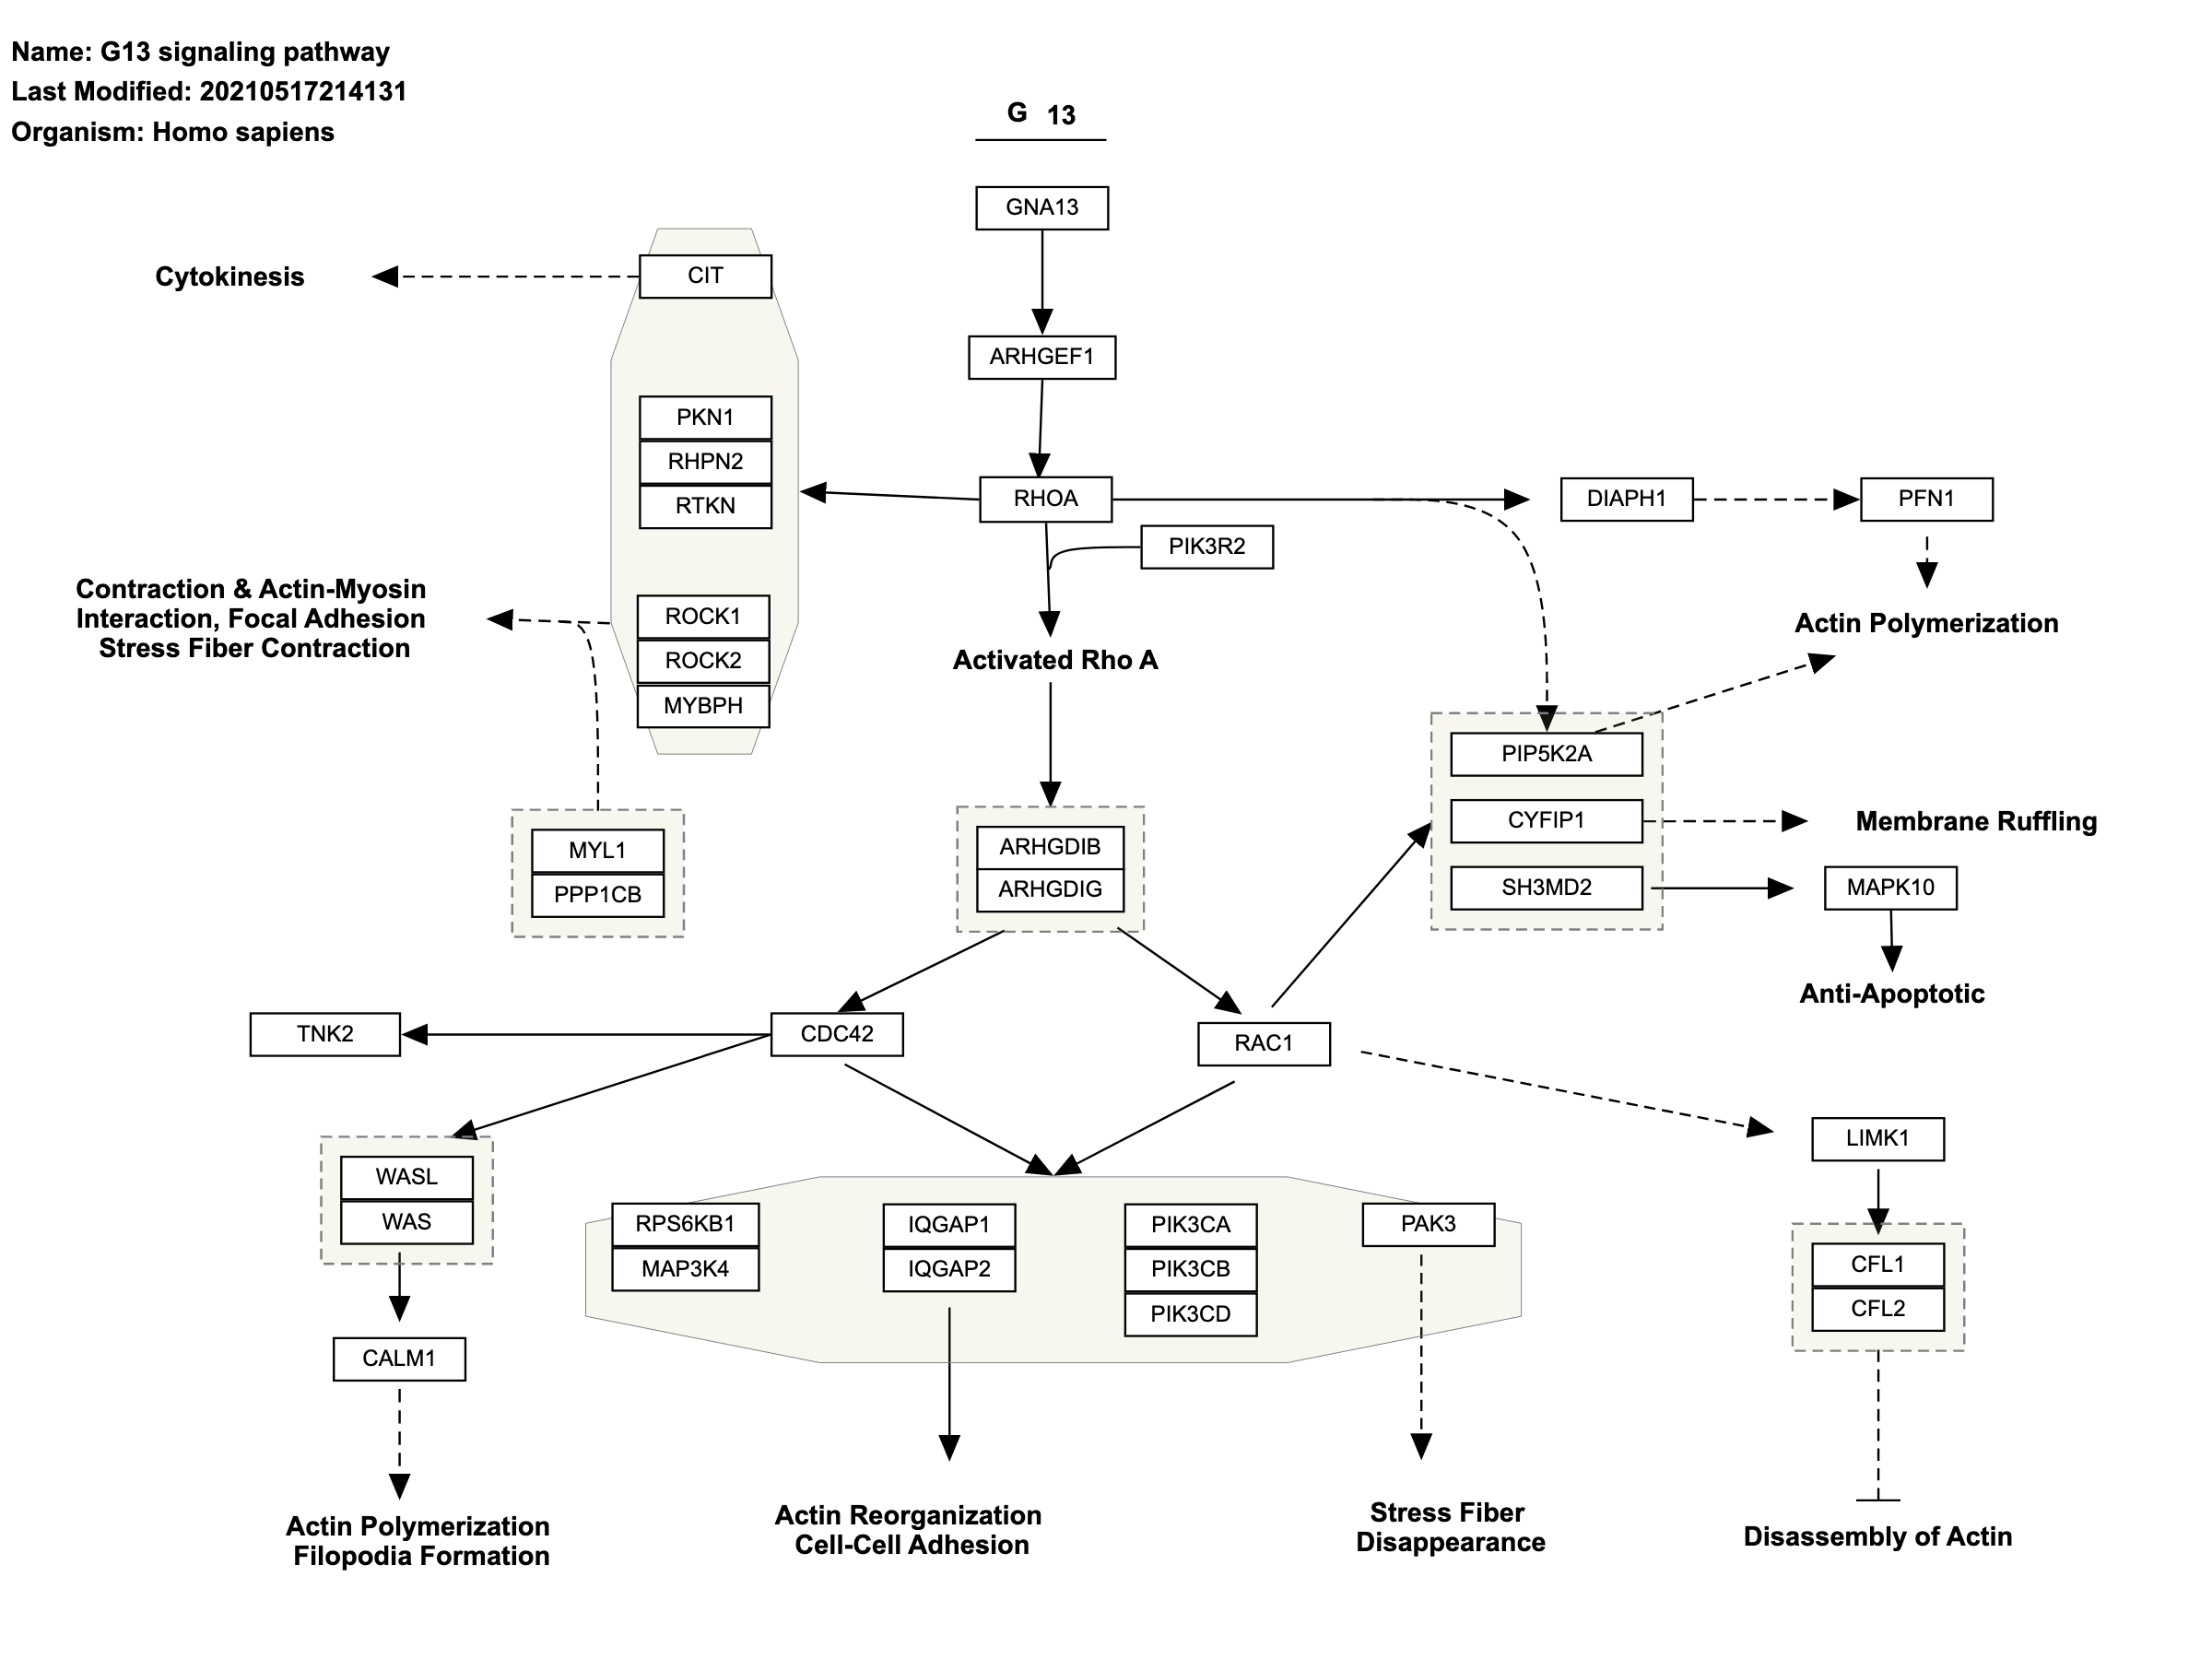 Name: G13 signaling pathway
Last Modified: 20210517214131
Organism: Homo sapiens
G 13
GNA13
Cytokinesis
CIT
ARHGEF1
PKN1
RHPN2
RTKN
RHOA
DIAPH1
PFN1
PIK3R2
Contraction & Actin-Myosin
Interaction, Focal Adhesion
Stress Fiber Contraction
ROCK1
ROCK2
MYBPH
Activated Rho A
Actin Polymerization
PIP5K2A
CYFIP1
SH3MD2
Membrane Ruffling
MAPK10
Anti-Apoptotic
MYL1
PPP1CB
ARHGDIB
ARHGDIG
TNK2
CDC42
RAC1
LIMK1
WASL
WAS
RPS6KB1
MAP3K4
IQGAP1
IQGAP2
PIK3CA
PIK3CB
PIK3CD
PAK3
CFL1
CFL2
CALM1
Actin Polymerization
Filopodia Formation
Actin Reorganization
Cell-Cell Adhesion
Stress Fiber
Disappearance
Disassembly of Actin